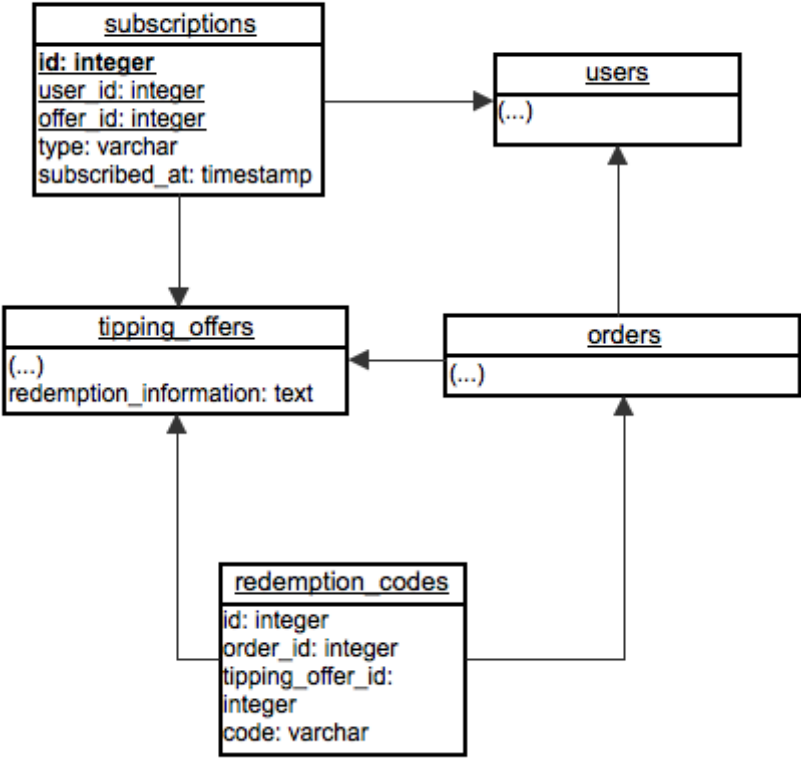 subscriptions
id: integer
user_id: integer
offer_id: integer
type: varchar
subscribed_at: timestamp
users
(...)
tipping_offers
(...)
redemption_information: text
orders
(...)
redemption_codes
id: integer
order_id: integer
tipping_offer_id:
integer
code: varchar